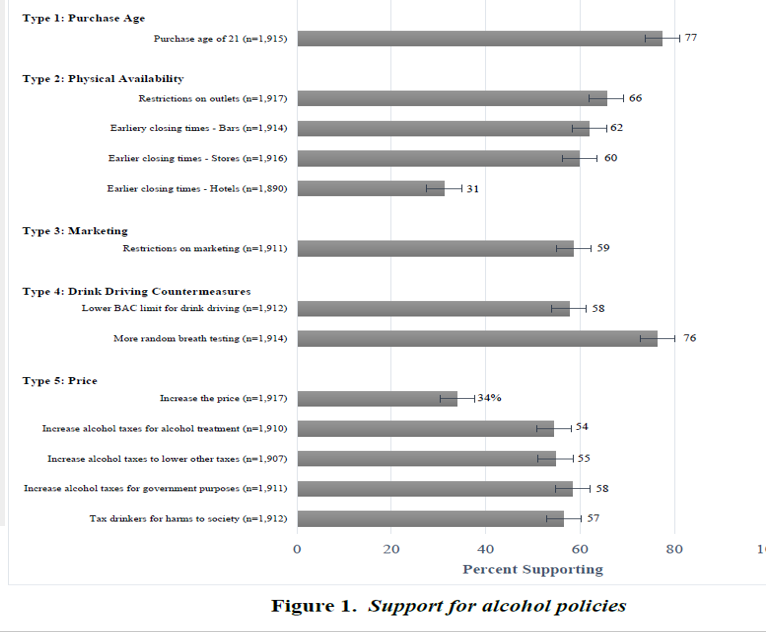 Type 1: Purchase Age
Purchase age of 21 (n=1,915) 77
Type 2: Physical Availability
Restrictions on outlets (n=1,917) 66
Earliery closing times - Bars (n=1,914) 62
Earlier closing times - Stores (n=1,916) 60
Earlier closing times - Hotels (n=1,890) 31
Type 3: Marketing
Restrictions on marketing (n=1,911) 59
Type 4: Drink Driving Countermeasures
Lower BAC limit for drink driving (n=1,912) 58
More random breath testing (n=1,914) 76
Type 5: Price
Increase the price (n=1,917) 34%
Increase alcohol taxes for alcohol treatment (n=1,910) 54
Increase alcohol taxes to lower other taxes (n=1,907) 55
Increase alcohol taxes for government purposes (n=1,911) 58
Tax drinkers for harms to society (n=1,912) 57
0 20 40 60 80
Percent Supporting
Figure 1. Support for alcohol policies